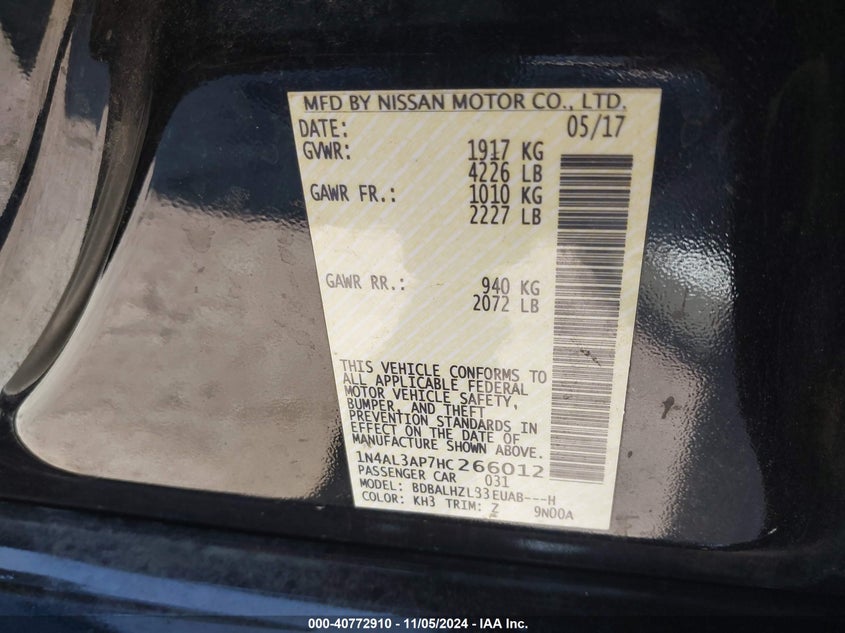 MFD BY NISSAN MOTOR CO., LTD.
DATE: 05/17
GVWR: 1917 KG
4226 LB
GAWR FR.: 1010 KG
2227 LB
GAWR RR.: 940 KG
2072 LB
THIS VEHICLE CONFORMS TO
ALL APPLICABLE FEDERAL
MOTOR VEHICLE SAFETY,
BUMPER, AND THEFT
PREVENTION STANDARDS IN
EFFECT ON THE DATE OF
MANUFACTURE SHOWN ABOVE.
1N4AL3AP7HC266012
PASSENGER CAR 031
MODEL: BDBALHZL33EUAB---H
COLOR: KH3 TRIM: Z 9N00A
000-40772910 - 11/05/2024 - IAA Inc.